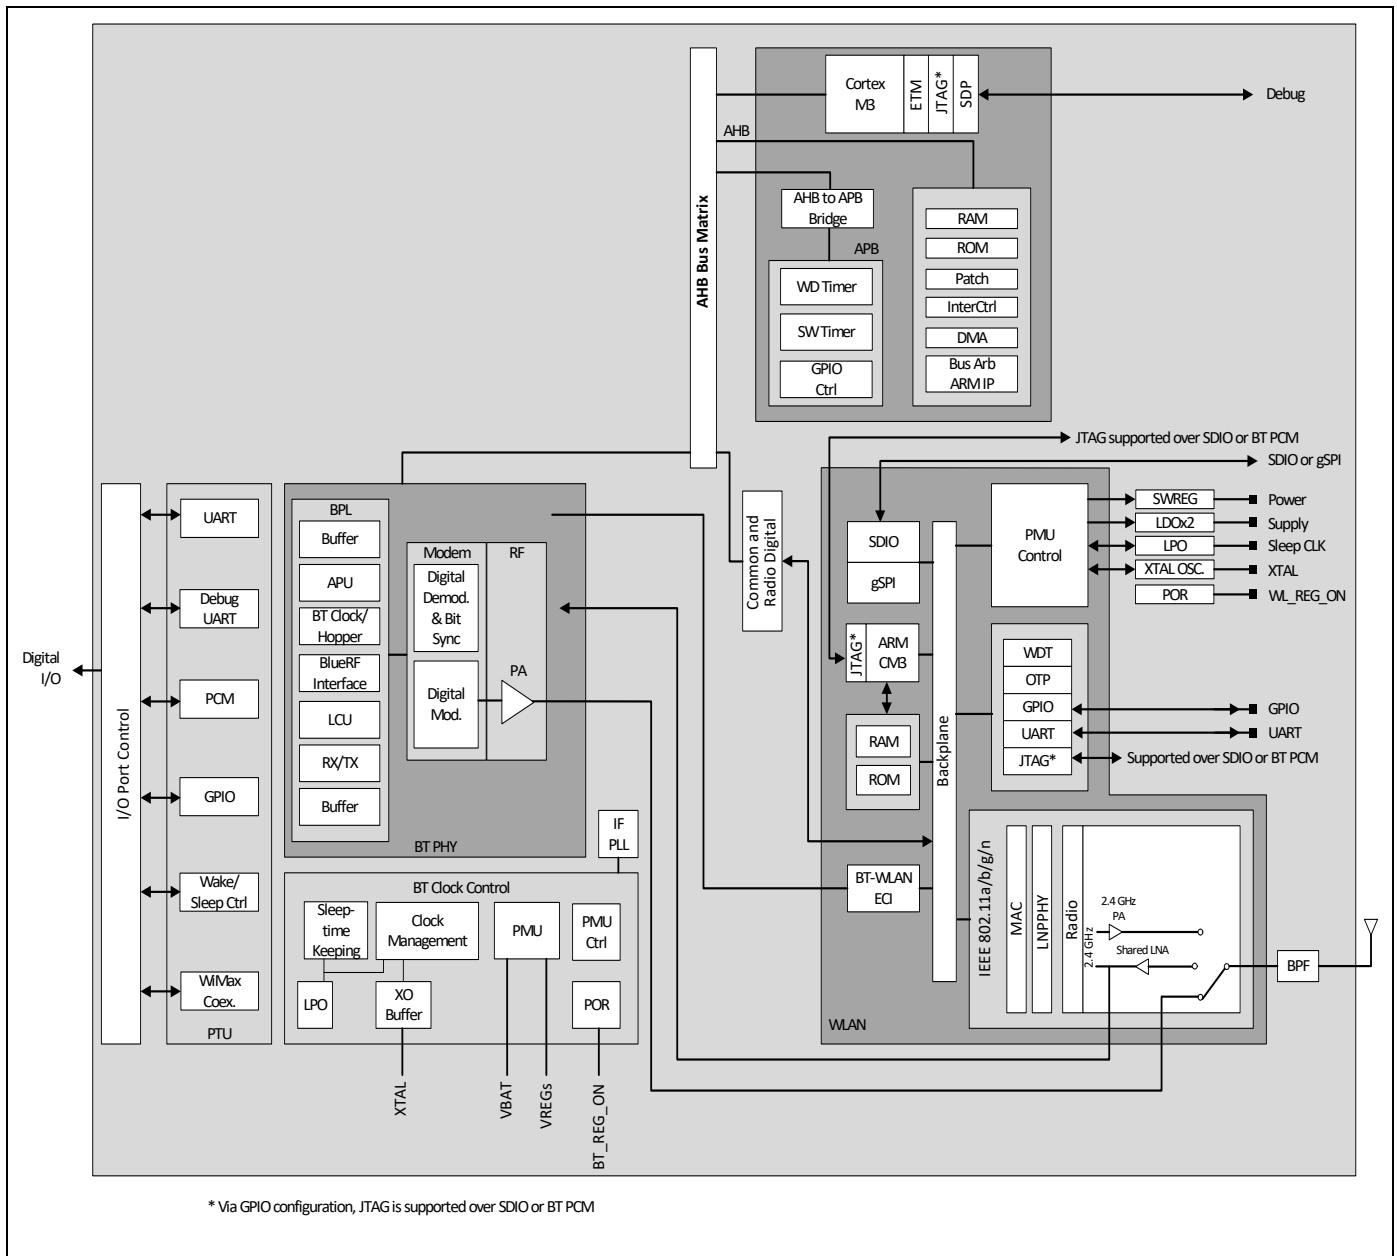 Cortex
M3
ETM
JTAG*
SDP
Debug
AHB
AHB Bus Matrix
AHB to APB
Bridge
APB
WD Timer
SW Timer
GPIO
Ctrl
RAM
ROM
Patch
InterCtrl
DMA
Bus Arb
ARM IP
JTAG supported over SDIO or BT PCM
SDIO or gSPI
SWREG
Power
LDOx2
Supply
LPO
Sleep CLK
XTAL OSC.
XTAL
POR
WL_REG_ON
PMU
Control
SDIO
gSPI
JTAG*
ARM
CM3
RAM
ROM
Backplane
WDT
OTP
GPIO
UART
JTAG*
GPIO
UART
Supported over SDIO or BT PCM
Common and
Radio Digital
BT-WLAN
ECI
WLAN
IEEE 802.11a/b/g/n
MAC
LNPPHY
Radio
2.4 GHz
2.4 GHz
PA
Shared LNA
BPF
Digital
I/O
I/O Port Control
UART
Debug
UART
PCM
GPIO
Wake/
Sleep Ctrl
WiMax
Coex.
PTU
BPL
Buffer
APU
BT Clock/
Hopper
BlueRF
Interface
LCU
RX/TX
Buffer
Modem
Digital
Demod.
& Bit
Sync
Digital
Mod.
RF
PA
BT PHY
IF
PLL
BT Clock Control
Sleep-
time
Keeping
Clock
Management
PMU
PMU
Ctrl
LPO
XO
Buffer
POR
XTAL
VBAT
VREGs
BT_REG_ON
* Via GPIO configuration, JTAG is supported over SDIO or BT PCM